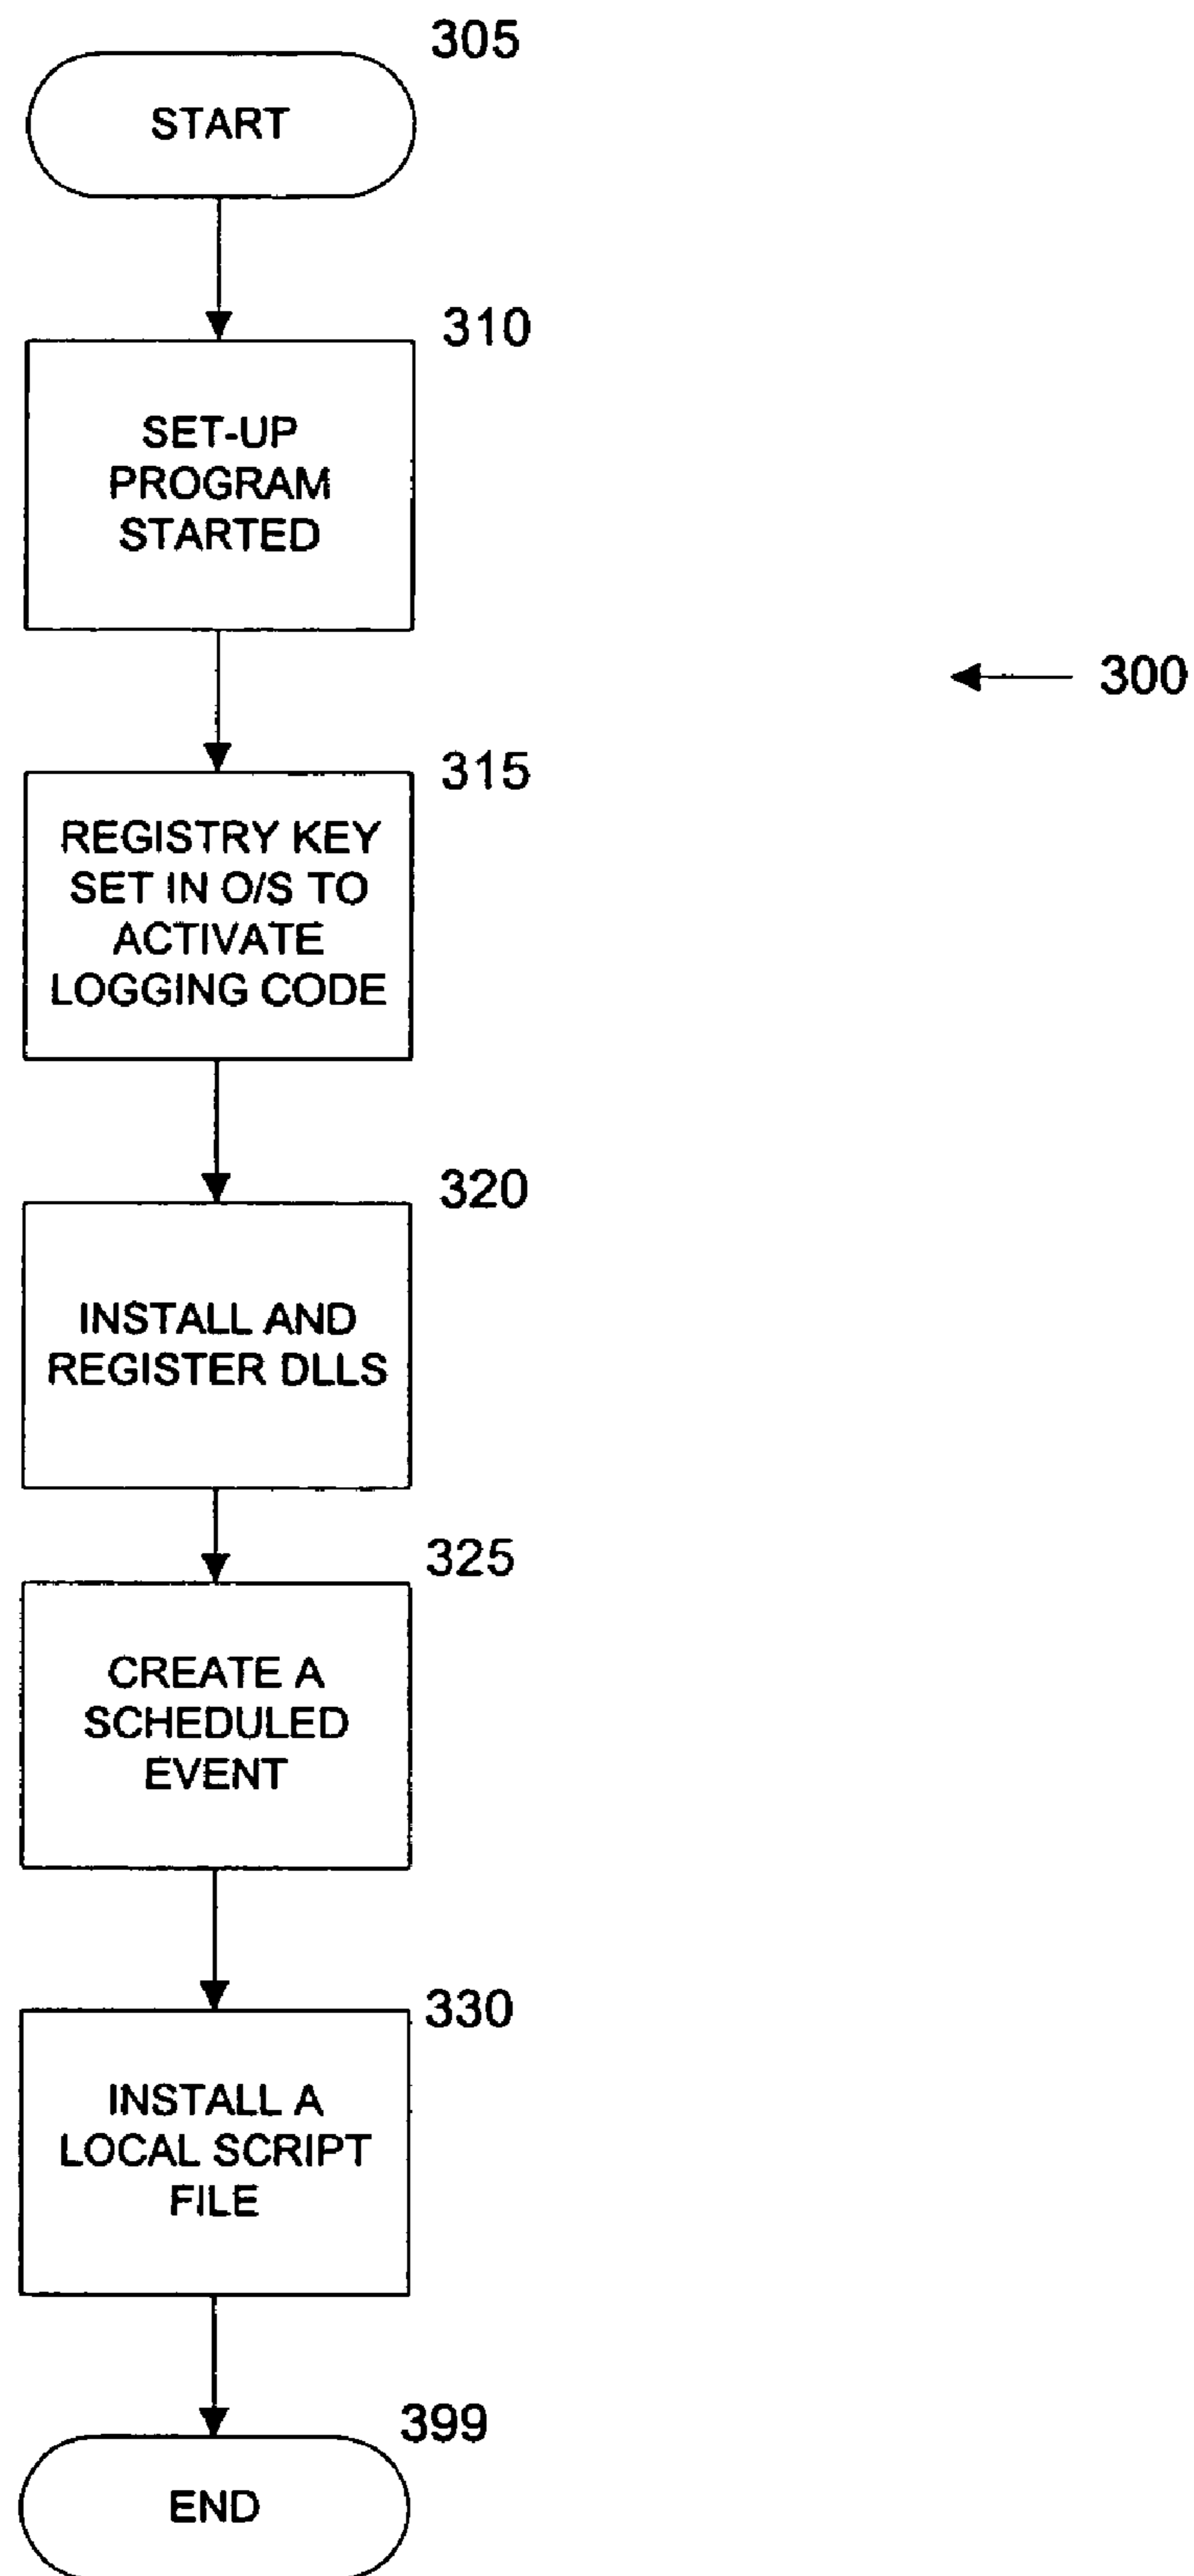 305
START
310
SET-UP
PROGRAM
STARTED
300
315
REGISTRY KEY
SET IN O/S TO
ACTIVATE
LOGGING CODE
320
INSTALL AND
REGISTER DLLS
325
CREATE A
SCHEDULED
EVENT
330
INSTALL A
LOCAL SCRIPT
FILE
399
END